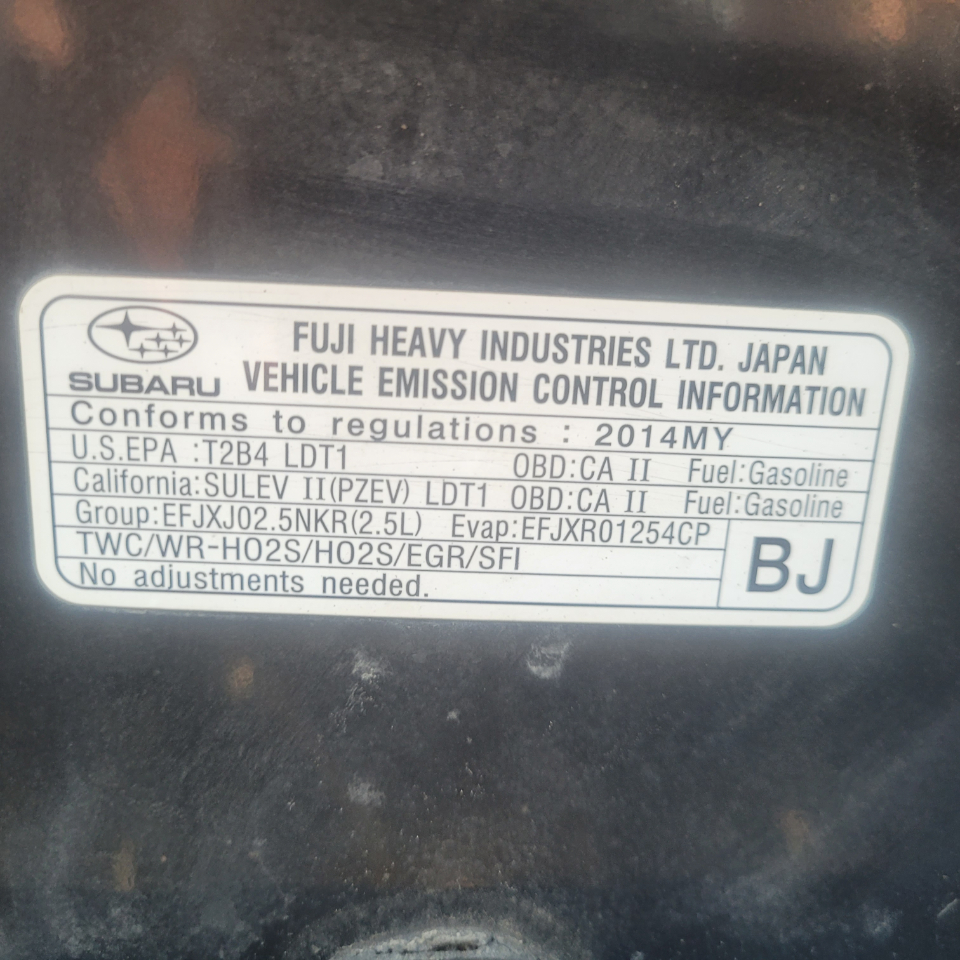 FUJI HEAVY INDUSTRIES LTD. JAPAN
SUBARU VEHICLE EMISSION CONTROL INFORMATION
Conforms to regulations : 2014MY
U.S.EPA :T2B4 LDT1 OBD:CA II Fuel:Gasoline
California:SULEV II(PZEV) LDT1 OBD:CA II Fuel:Gasoline
Group:EFJXJ02.5NKR(2.5L) Evap:EFJXR01254CP
TWC/WR-HO2S/HO2S/EGR/SFI
BJ
No adjustments needed.